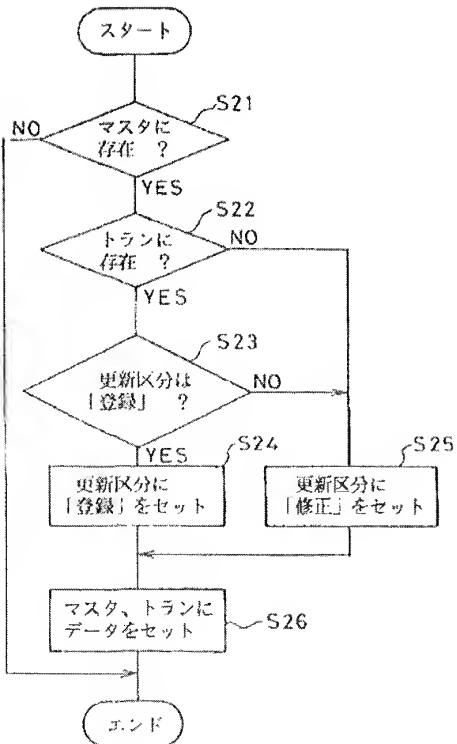 スタート
S21
NO
マスタに
存在 ?
YES
S22
トランに
存在 ?
NO
YES
S23
更新区分は
「登録」 ?
NO
YES
S24
更新区分に
「登録」をセット
S25
更新区分に
「修正」をセット
マスタ、トランに
データをセット
S26
エンド